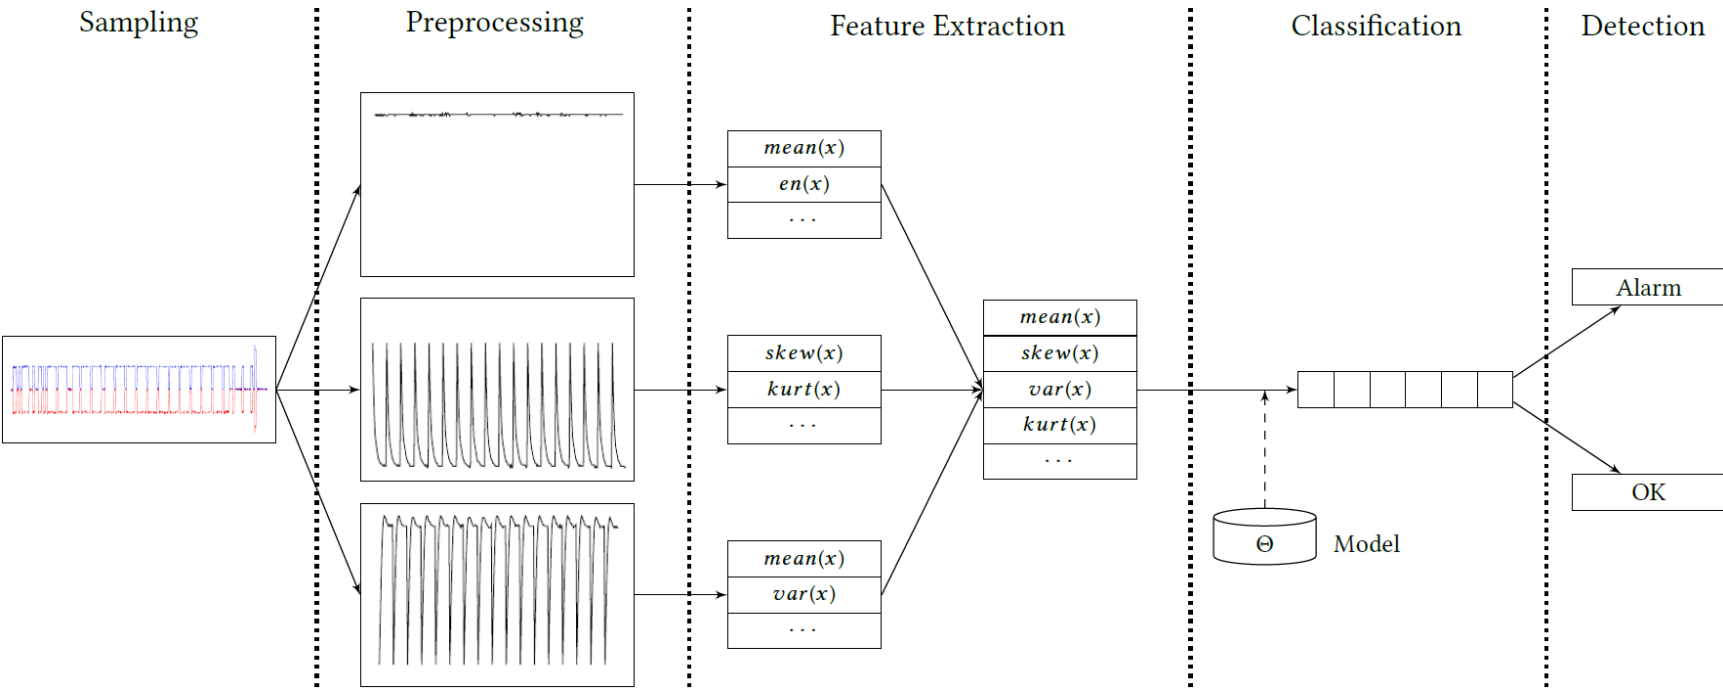 Sampling
Preprocessing
Feature Extraction
Classification
Detection
mean(x)
en(x)
...
skew(x)
kurt(x)
...
mean(x)
var(x)
...
mean(x)
skew(x)
var(x)
kurt(x)
...
Θ
Model
Alarm
OK